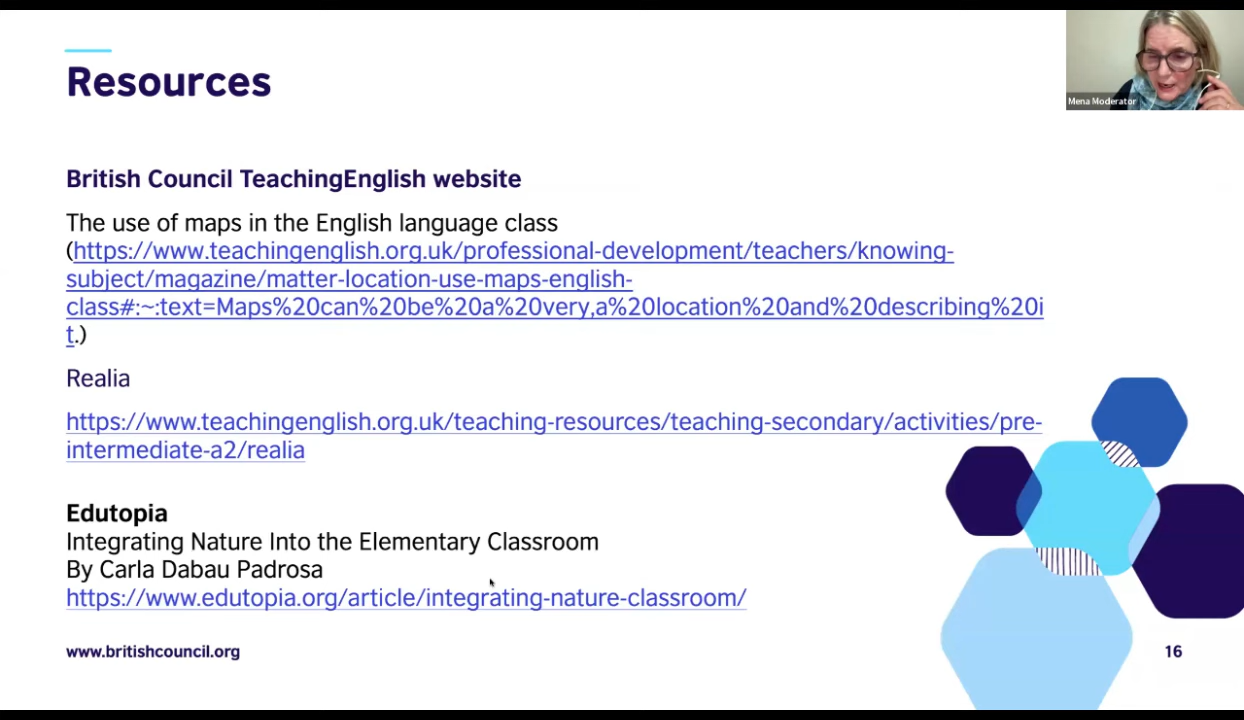 Resources
Mena Moderator
British Council TeachingEnglish website
The use of maps in the English language class
(https://www.teachingenglish.org.uk/professional-development/teachers/knowing-
subject/magazine/matter-location-use-maps-english-
class#:~:text=Maps%20can%20be%20a%20very,a%20location%20and%20describing%20i
t.)
Realia
https://www.teachingenglish.org.uk/teaching-resources/teaching-secondary/activities/pre-
intermediate-a2/realia
Edutopia
Integrating Nature Into the Elementary Classroom
By Carla Dabau Padrosa
https://www.edutopia.org/article/integrating-nature-classroom/
www.britishcouncil.org
16